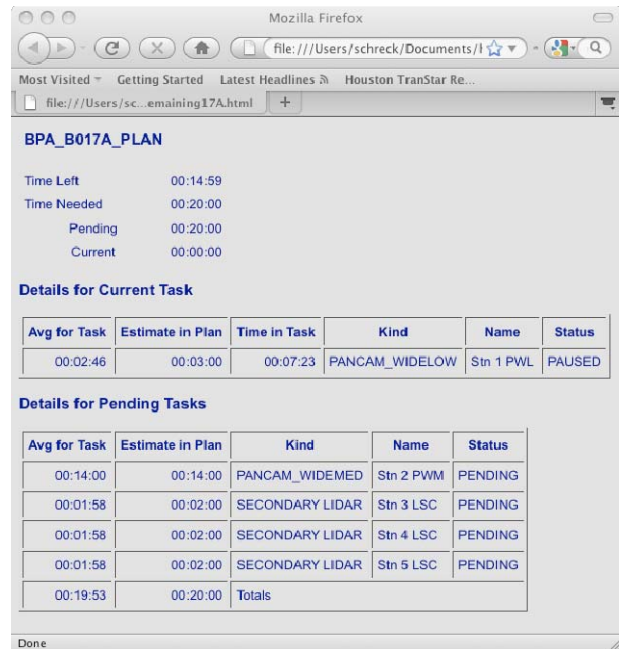 Mozilla Firefox
file:///Users/schreck/Documents/l
Most Visited Getting Started Latest Headlines Houston TranStar Re...
file:///Users/sc...emaining17A.html +
BPA_B017A_PLAN
Time Left 00:14:59
Time Needed 00:20:00
Pending 00:20:00
Current 00:00:00
Details for Current Task
Avg for Task Estimate in Plan Time in Task Kind Name Status
00:02:46 00:03:00 00:07:23 PANCAM_WIDELOW Stn 1 PWL PAUSED
Details for Pending Tasks
Avg for Task Estimate in Plan Kind Name Status
00:14:00 00:14:00 PANCAM_WIDEMED Stn 2 PWM PENDING
00:01:58 00:02:00 SECONDARY LIDAR Stn 3 LSC PENDING
00:01:58 00:02:00 SECONDARY LIDAR Stn 4 LSC PENDING
00:01:58 00:02:00 SECONDARY LIDAR Stn 5 LSC PENDING
00:19:53 00:20:00 Totals
Done